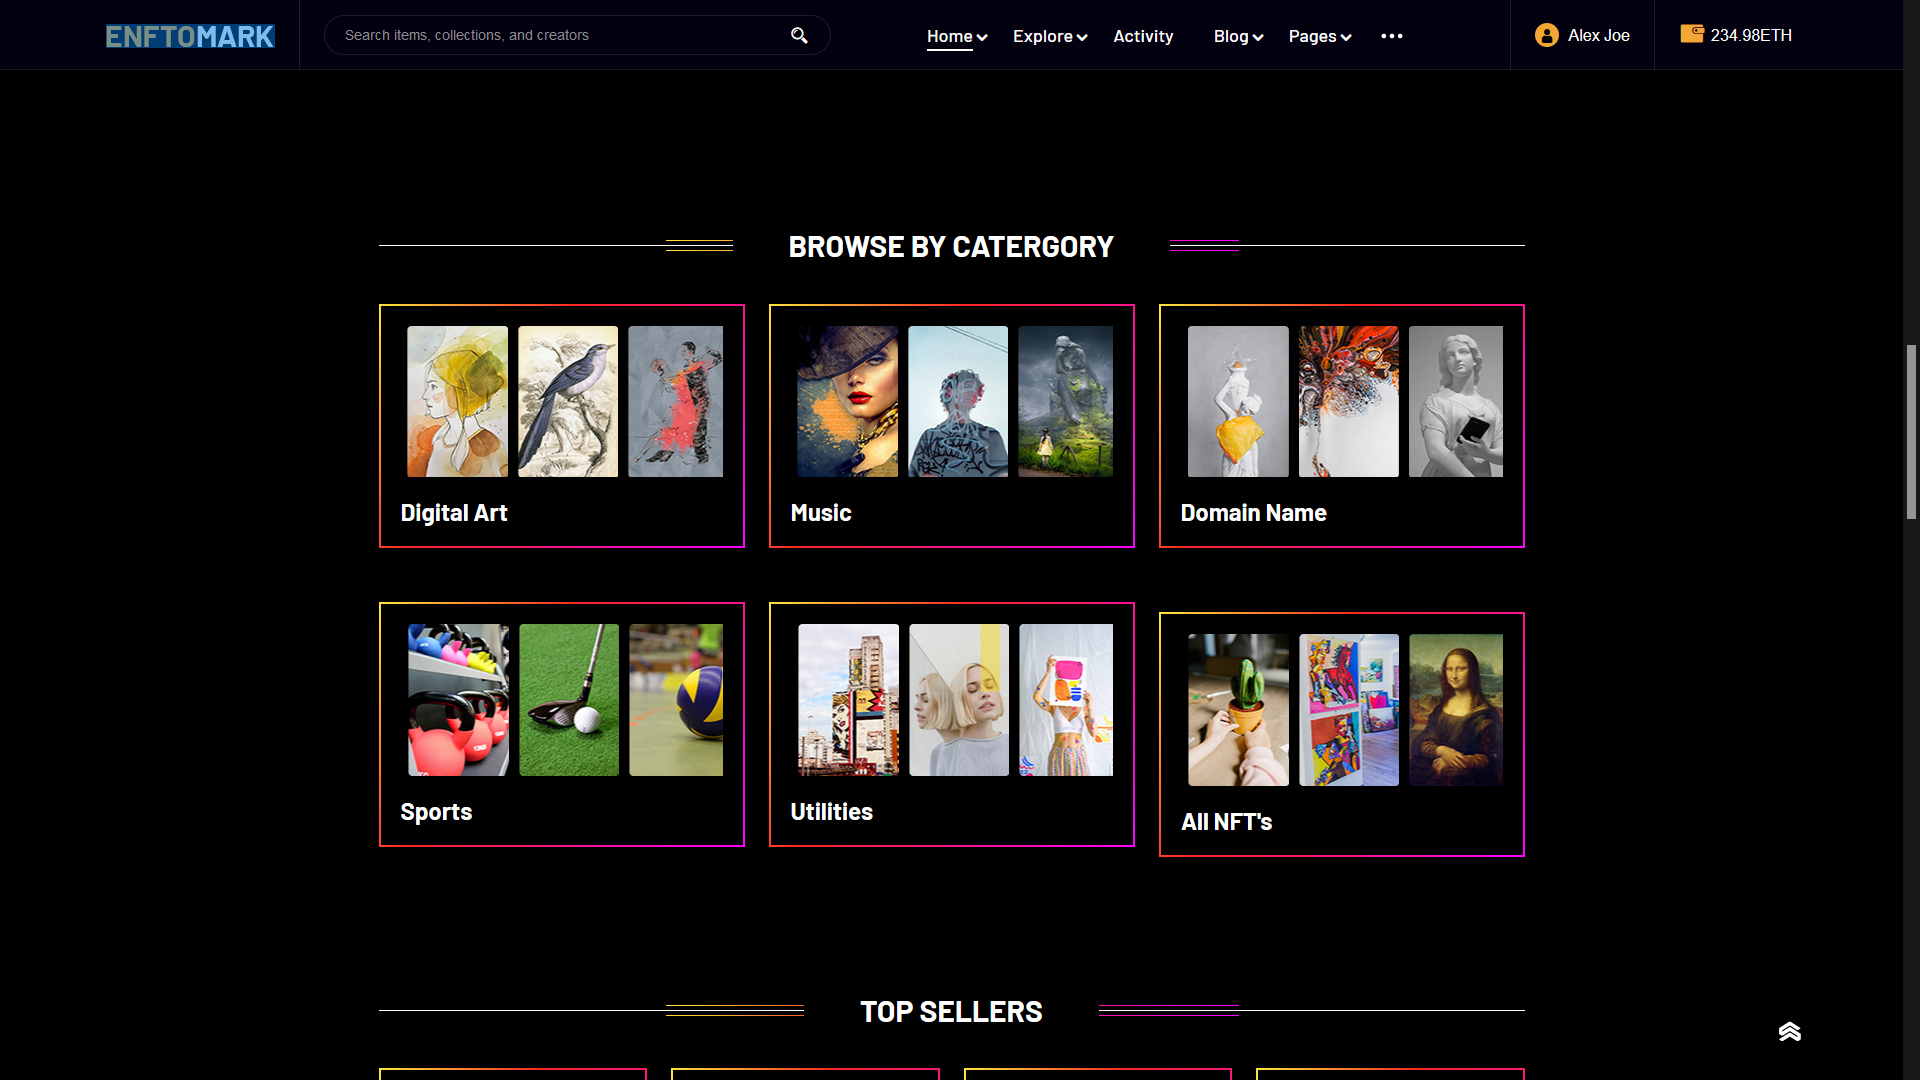 ENFTOMARK
Search items, collections, and creators
Home
Explore
Activity
Blog
Pages
Alex Joe
234.98ETH
BROWSE BY CATERGORY
Digital Art
Music
Domain Name
Sports
Utilities
All NFT's
TOP SELLERS